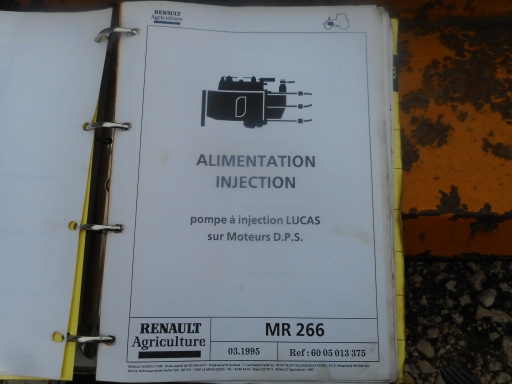 RENAULT
Agriculture
ALIMENTATION
INJECTION
pompe à injection LUCAS
sur Moteurs D.P.S.
RENAULT
Agriculture
MR 266
03.1995
Ref : 60 05 013 375